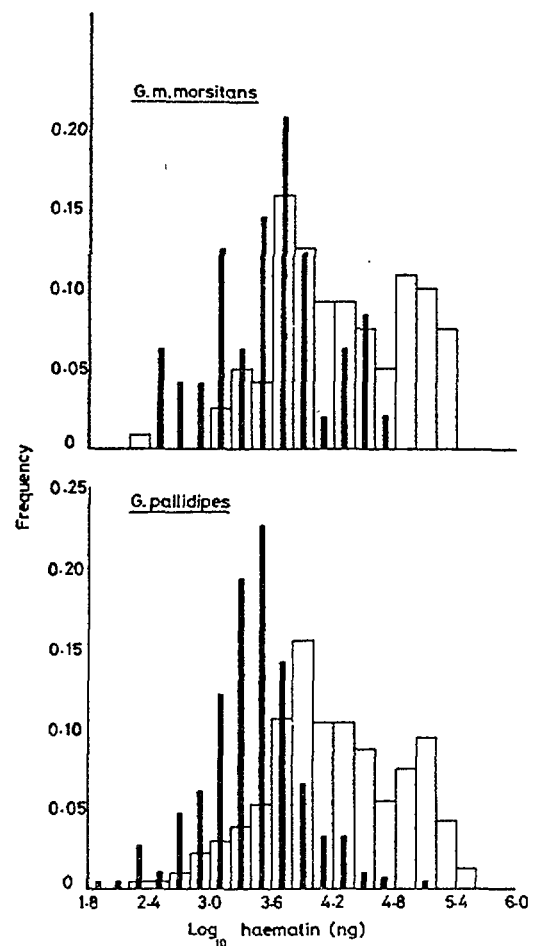 G. m. morsitans
0·20
0·15
0·10
0·05
0
Frequency
0·25
G. pallidipes
0·20
0·15
0·10
0·05
0
1·8 2·4 3·0 3·6 4·2 4·8 5·4 6·0
Log10 haematin (ng)